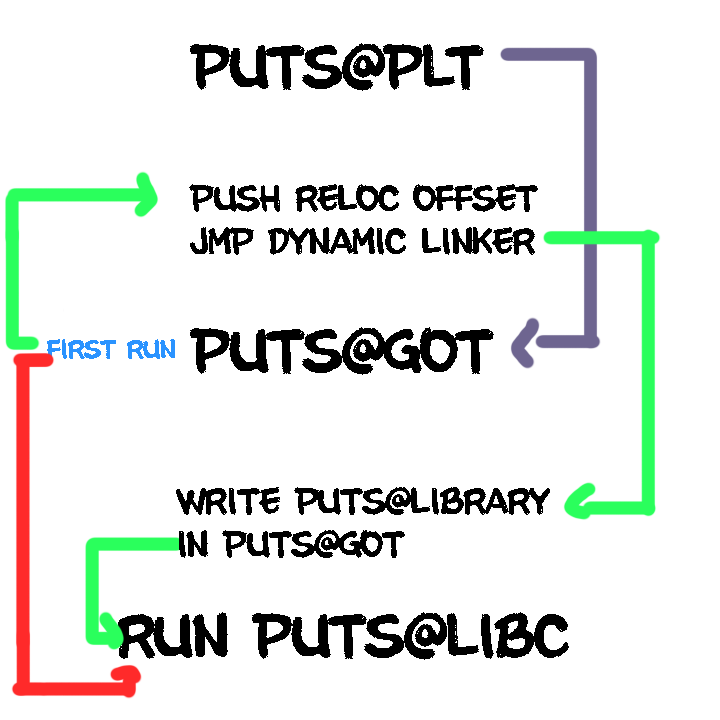 PUTS@PLT
PUSH RELOC OFFSET
JMP DYNAMIC LINKER
FIRST RUN PUTS@GOT
WRITE PUTS@LIBRARY
IN PUTS@GOT
RUN PUTS@LIBC